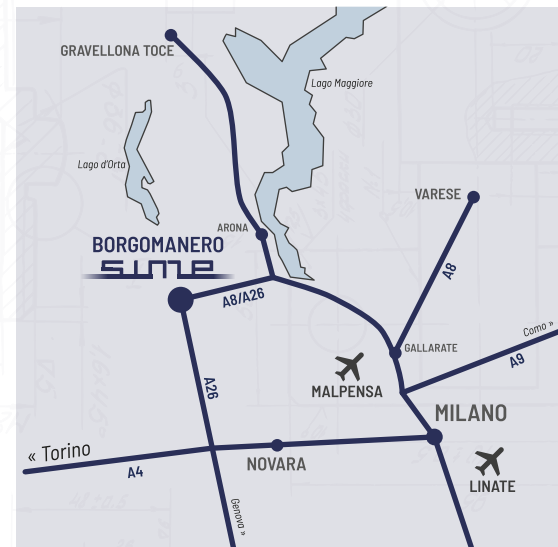 GRAVELLONA TOCE
Lago Maggiore
Lago d'Orta
VARESE
ARONA
BORGOMANERO
SIME
A8/A26
A8
Como »
GALLARATE
A9
MALPENSA
A26
MILANO
« Torino
NOVARA
A4
LINATE
Genova »